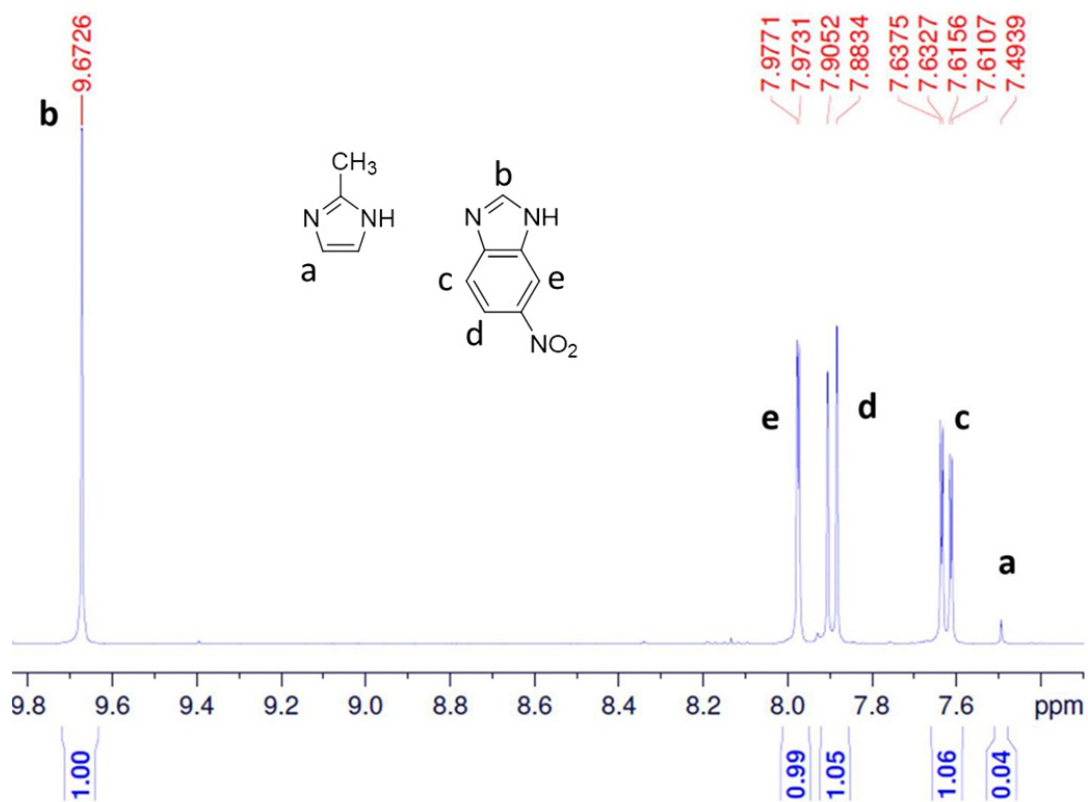 9.6726
7.9771
7.9731
7.9052
7.8834
7.6375
7.6327
7.6156
7.6107
7.4939
b
CH3
N
NH
a
b
N
NH
c
e
d
NO2
e
d
c
a
9.8 9.6 9.4 9.2 9.0 8.8 8.6 8.4 8.2 8.0 7.8 7.6 ppm
1.00
0.99
1.05
1.06
0.04